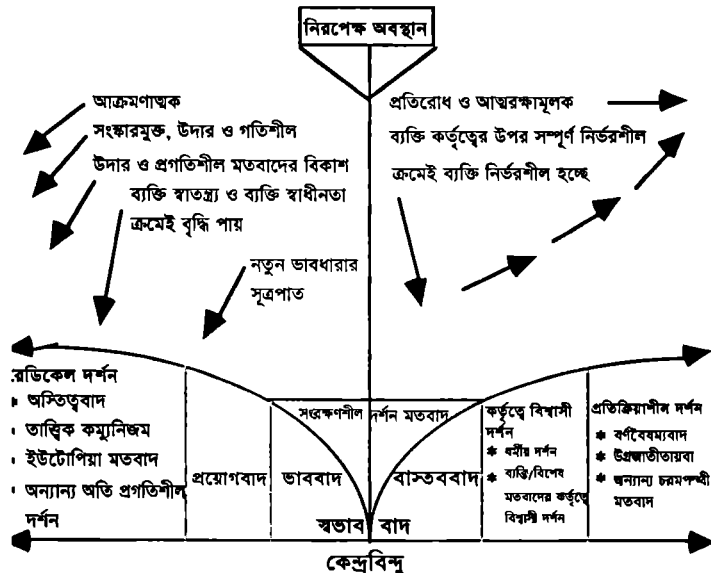 নিরপেক্ষ অবস্থান
আক্রমণাত্মক
সংস্কারমুক্ত, উদার ও গতিশীল
উদার ও প্রগতিশীল মতবাদের বিকাশ
ব্যক্তি স্বাতন্ত্র্য ও ব্যক্তি স্বাধীনতা
ক্রমেই বৃদ্ধি পায়
নতুন ভাবধারার
সূত্রপাত
প্রতিরোধ ও আত্মরক্ষামূলক
ব্যক্তি কর্তৃত্বের উপর সম্পূর্ণ নির্ভরশীল
ক্রমেই ব্যক্তি নির্ভরশীল হচ্ছে
রেডিকেল দর্শন
অস্তিত্ববাদ
তাত্ত্বিক কম্যুনিজম
ইউটোপিয়া মতবাদ
অন্যান্য অতি প্রগতিশীল
দর্শন
প্রয়োগবাদ
সংরক্ষণশীল দর্শন মতবাদ
ভাববাদ
বাস্তববাদ
স্বভাব বাদ
কর্তৃত্বে বিশ্বাসী
দর্শন
* ধর্মীয় দর্শন
* ব্যক্তি/বিশেষ
মতবাদের কর্তৃত্বে
বিশ্বাসী দর্শন
প্রতিক্রিয়াশীল দর্শন
* বর্ণবৈষম্যবাদ
* উগ্রজাতীতায়বা
* অন্যান্য চরমপন্থী
মতবাদ
কেন্দ্রবিন্দু